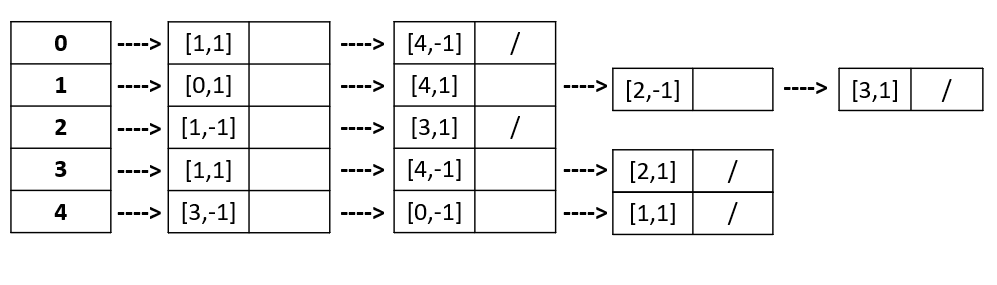 0 ----> [1,1] ----> [4,-1] /
1 ----> [0,1] ----> [4,1] ----> [2,-1] ----> [3,1] /
2 ----> [1,-1] ----> [3,1] /
3 ----> [1,1] ----> [4,-1] ----> [2,1] /
4 ----> [3,-1] ----> [0,-1] ----> [1,1] /